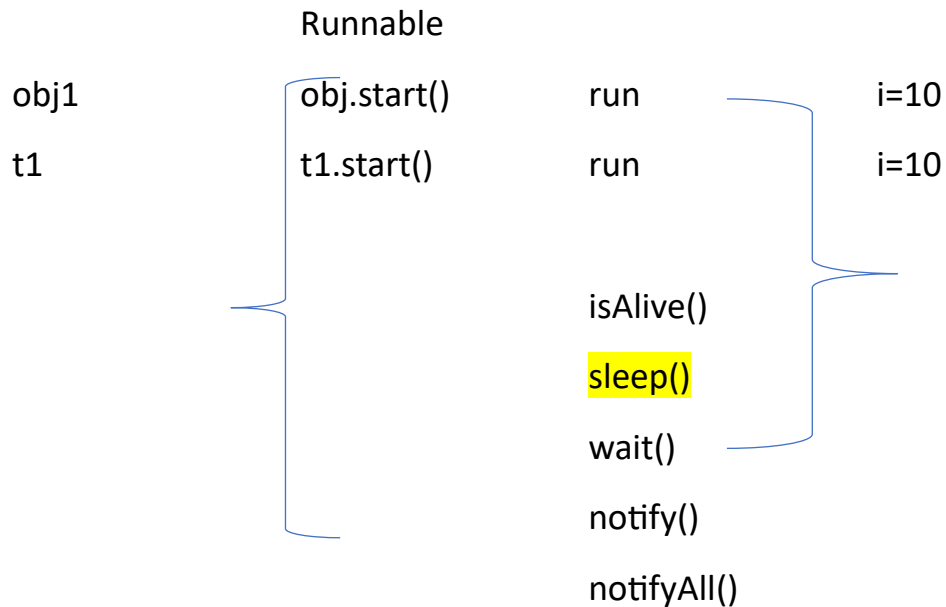 Runnable
obj1 obj.start() run i=10
t1 t1.start() run i=10
isAlive()
sleep()
wait()
notify()
notifyAll()